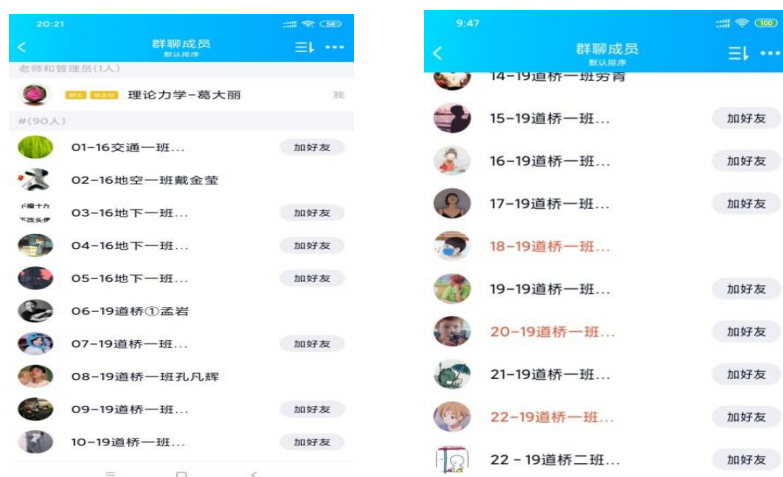 20:21
群聊成员
默认排序
老师和管理员(1人)
理论力学-葛大丽
我
#(90人)
01-16交通一班...
加好友
02-16地空一班戴金莹
03-16地下一班...
加好友
04-16地下一班...
加好友
05-16地下一班...
加好友
06-19道桥①孟岩
07-19道桥一班...
加好友
08-19道桥一班孔凡辉
09-19道桥一班...
加好友
10-19道桥一班...
加好友
9:47
100
群聊成员
默认排序
14-19道桥一班劳青
15-19道桥一班...
加好友
16-19道桥一班...
加好友
17-19道桥一班...
加好友
18-19道桥一班...
19-19道桥一班...
加好友
20-19道桥一班...
加好友
21-19道桥一班...
加好友
22-19道桥一班...
加好友
22-19道桥二班...
加好友